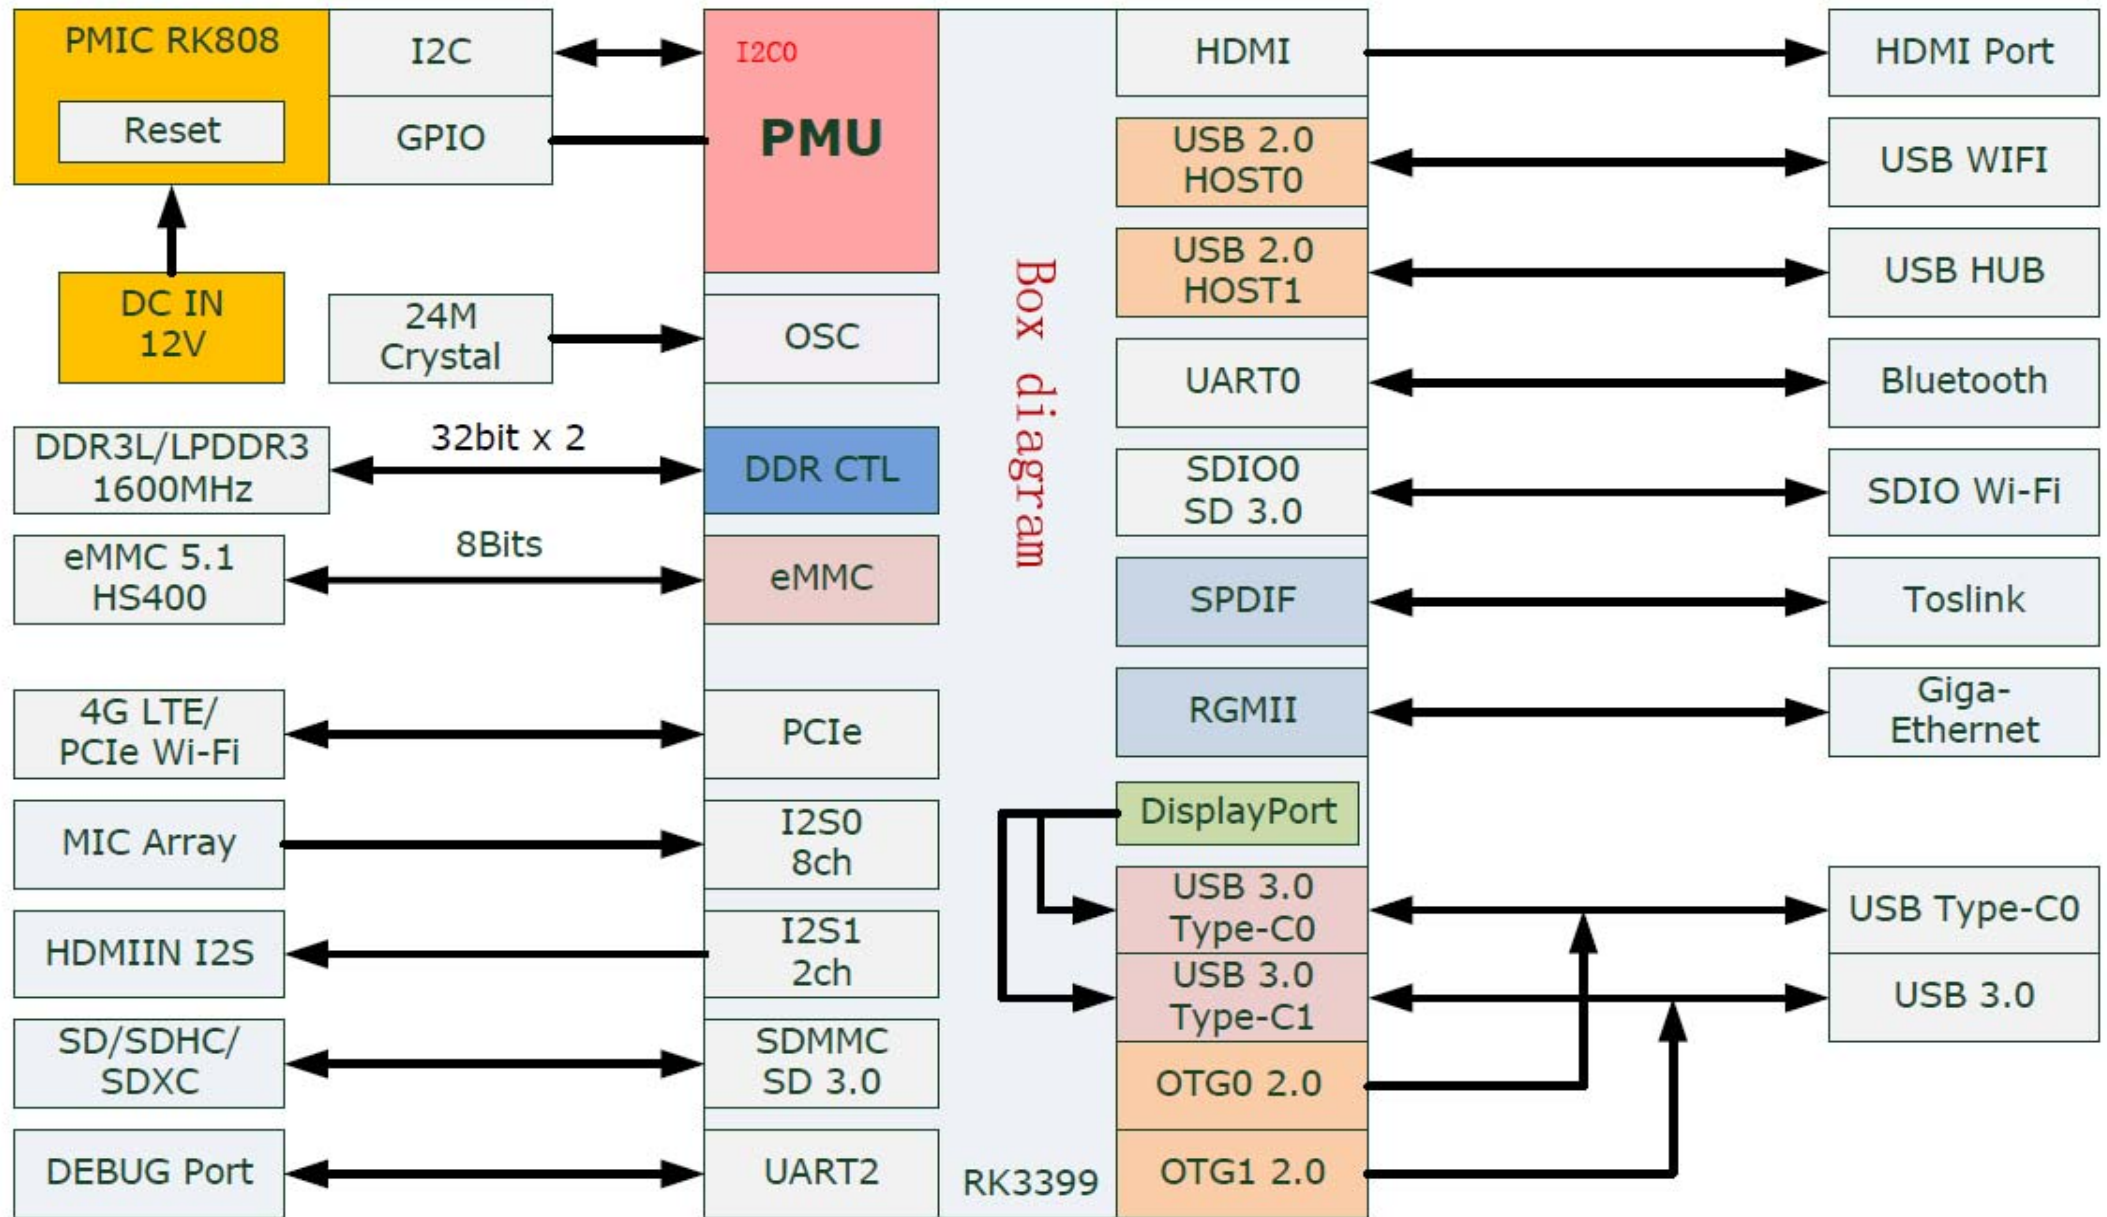 PMIC RK808
Reset
I2C
GPIO
DC IN
12V
24M
Crystal
DDR3L/LPDDR3
1600MHz
32bit x 2
eMMC 5.1
HS400
8Bits
4G LTE/
PCIe Wi-Fi
MIC Array
HDMIIN I2S
SD/SDHC/
SDXC
DEBUG Port
I2C0
PMU
OSC
DDR CTL
eMMC
PCIe
I2S0
8ch
I2S1
2ch
SDMMC
SD 3.0
UART2
Box diagram
RK3399
HDMI
USB 2.0
HOST0
USB 2.0
HOST1
UART0
SDIO0
SD 3.0
SPDIF
RGMII
DisplayPort
USB 3.0
Type-C0
USB 3.0
Type-C1
OTG0 2.0
OTG1 2.0
HDMI Port
USB WIFI
USB HUB
Bluetooth
SDIO Wi-Fi
Toslink
Giga-
Ethernet
USB Type-C0
USB 3.0